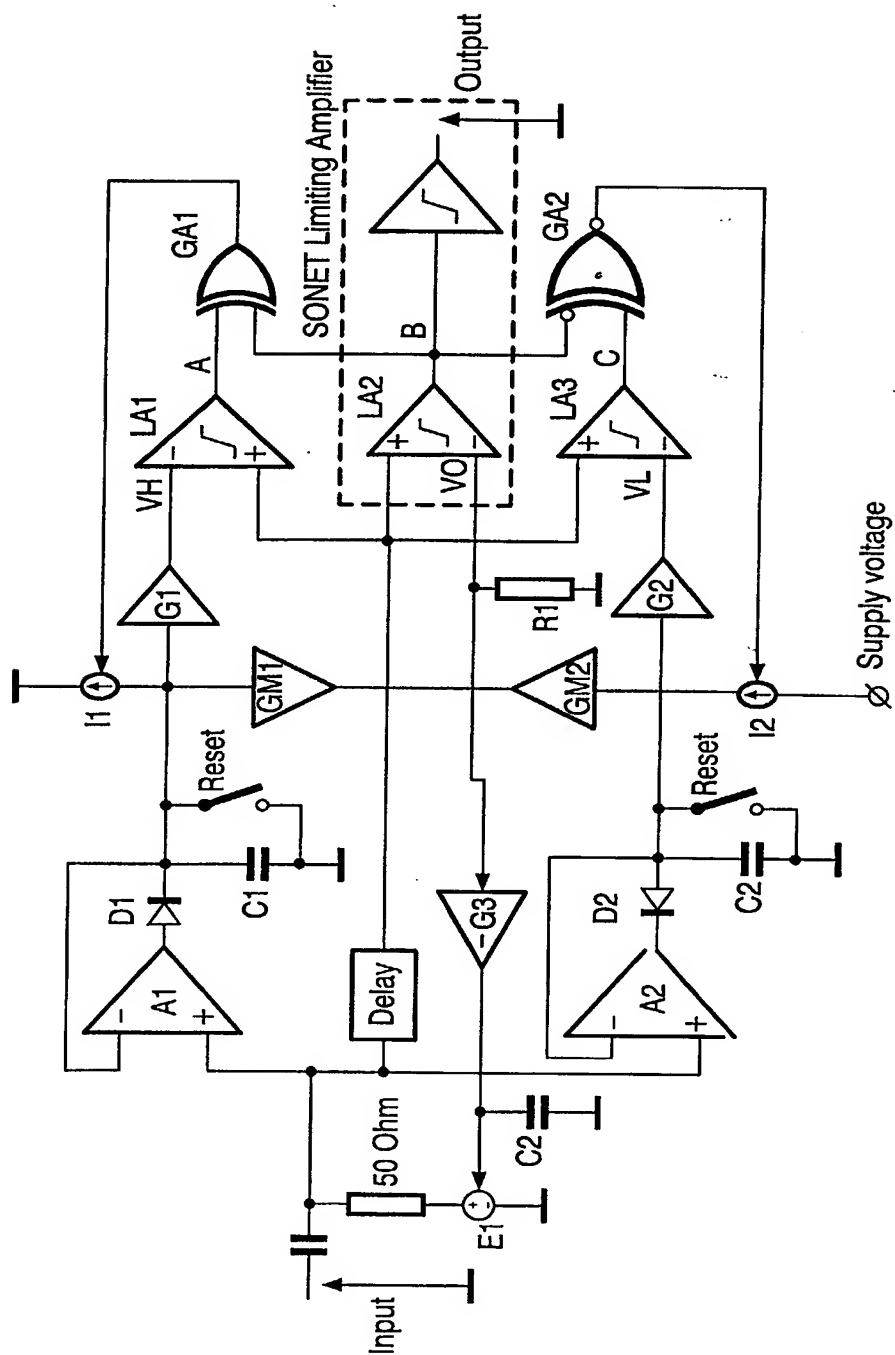 SONET Limiting Amplifier
Output
GA1
GA2
A
B
C
LA1
LA2
LA3
VH
VO
VL
-
+
+
-
+
-
G1
G2
R1
Supply voltage
I1
I2
GM1
GM2
Reset
Reset
D1
D2
C1
C2
-G3
Delay
A1
A2
-
+
-
+
50 Ohm
C2
E1
+
-
Input